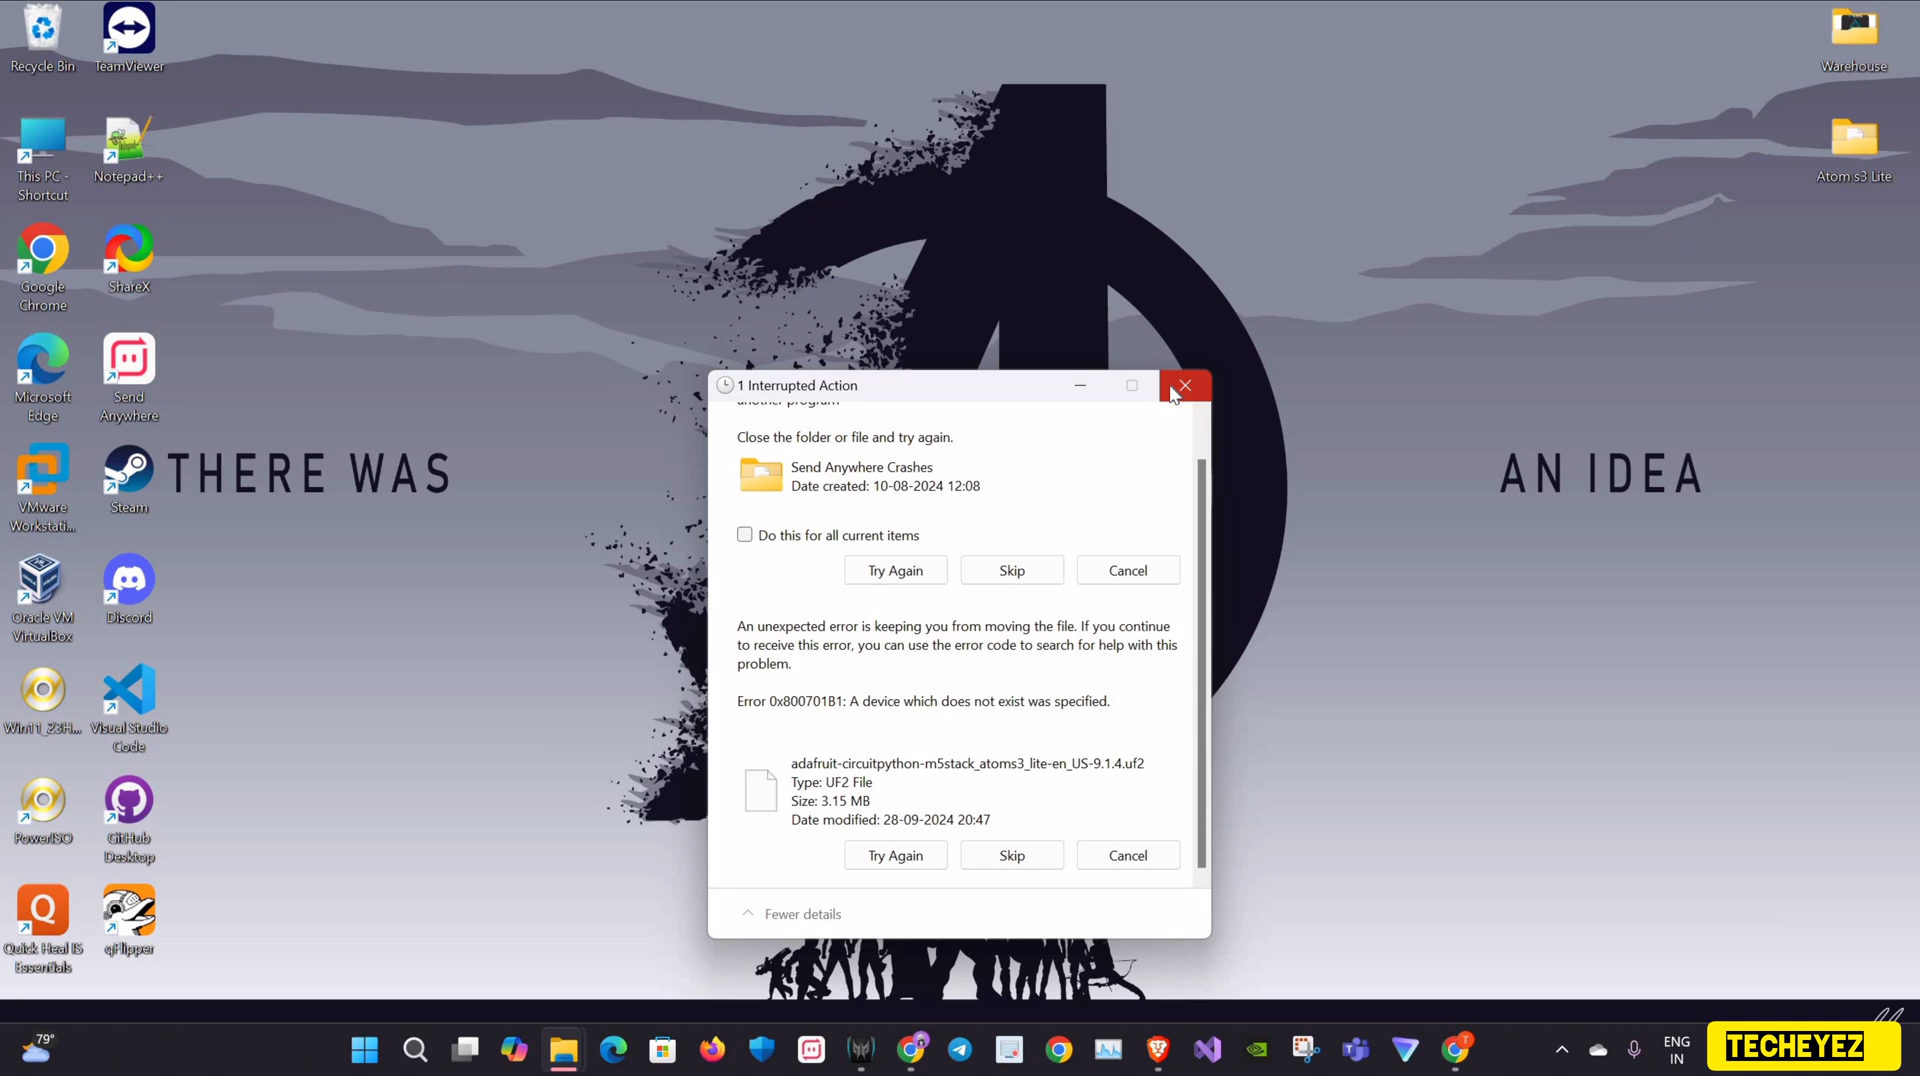 Recycle Bin
TeamViewer
Warehouse
This PC -
Shortcut
Notepad++
Atom s3 Lite
Google
Chrome
ShareX
Microsoft
Edge
Send
Anywhere
VMware
Workstati...
Steam
THERE WAS
AN IDEA
Oracle VM
VirtualBox
Discord
Win11_23H...
Visual Studio
Code
PowerISO
GitHub
Desktop
Quick Heal IS
Essentials
qFlipper
1 Interrupted Action
another program
Close the folder or file and try again.
Send Anywhere Crashes
Date created: 10-08-2024 12:08
Do this for all current items
Try Again
Skip
Cancel
An unexpected error is keeping you from moving the file. If you continue
to receive this error, you can use the error code to search for help with this
problem.
Error 0x800701B1: A device which does not exist was specified.
adafruit-circuitpython-m5stack_atoms3_lite-en_US-9.1.4.uf2
Type: UF2 File
Size: 3.15 MB
Date modified: 28-09-2024 20:47
Try Again
Skip
Cancel
Fewer details
79°
ENG
IN
TECHEYEZ